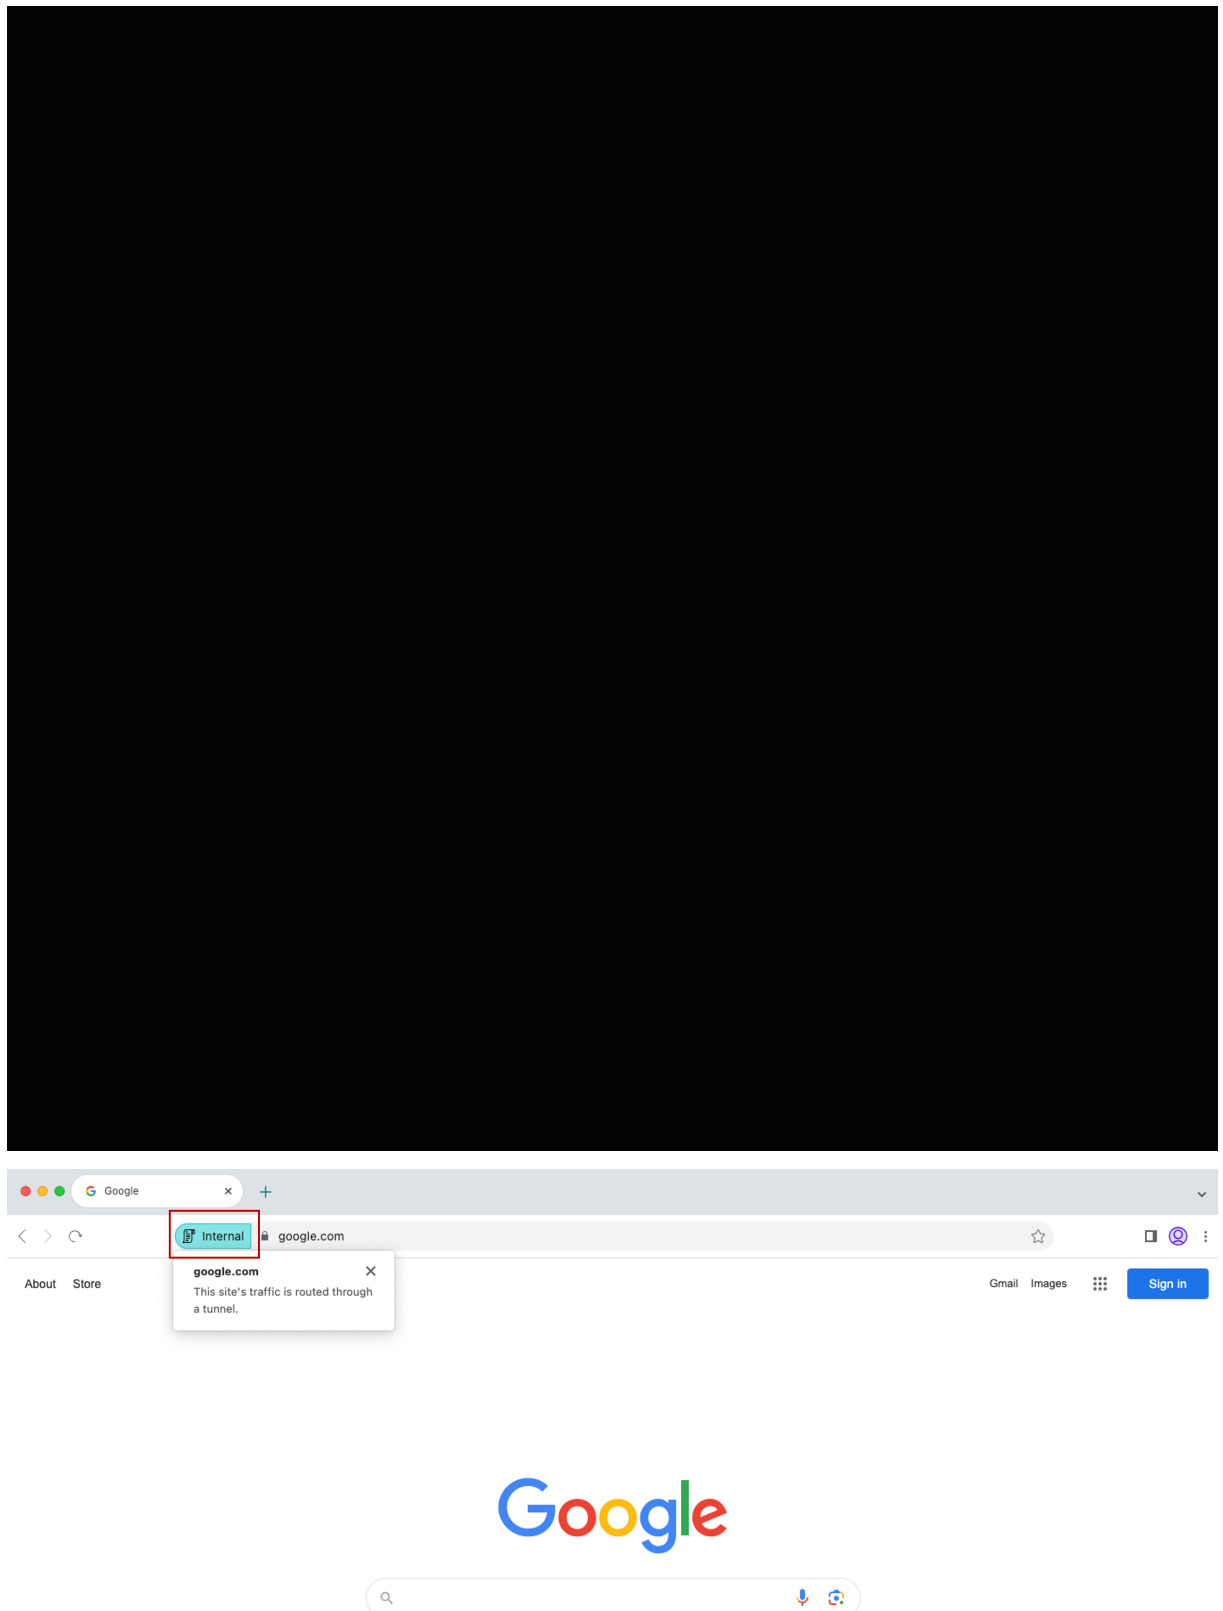 Google
Internal
google.com
google.com
This site's traffic is routed through
a tunnel.
About Store
Gmail Images
Sign in
Google